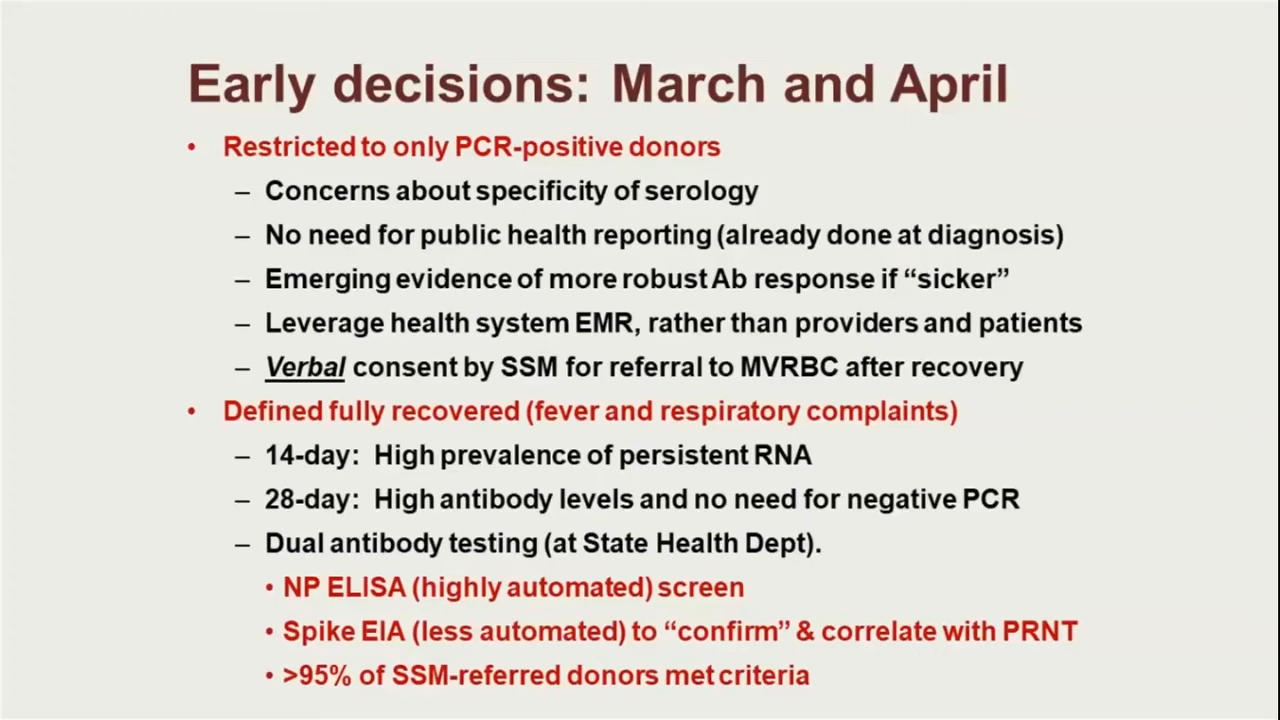 Early decisions: March and April
• Restricted to only PCR-positive donors
– Concerns about specificity of serology
– No need for public health reporting (already done at diagnosis)
– Emerging evidence of more robust Ab response if “sicker”
– Leverage health system EMR, rather than providers and patients
– Verbal consent by SSM for referral to MVRBC after recovery
• Defined fully recovered (fever and respiratory complaints)
– 14-day: High prevalence of persistent RNA
– 28-day: High antibody levels and no need for negative PCR
– Dual antibody testing (at State Health Dept).
• NP ELISA (highly automated) screen
• Spike EIA (less automated) to “confirm” & correlate with PRNT
• >95% of SSM-referred donors met criteria